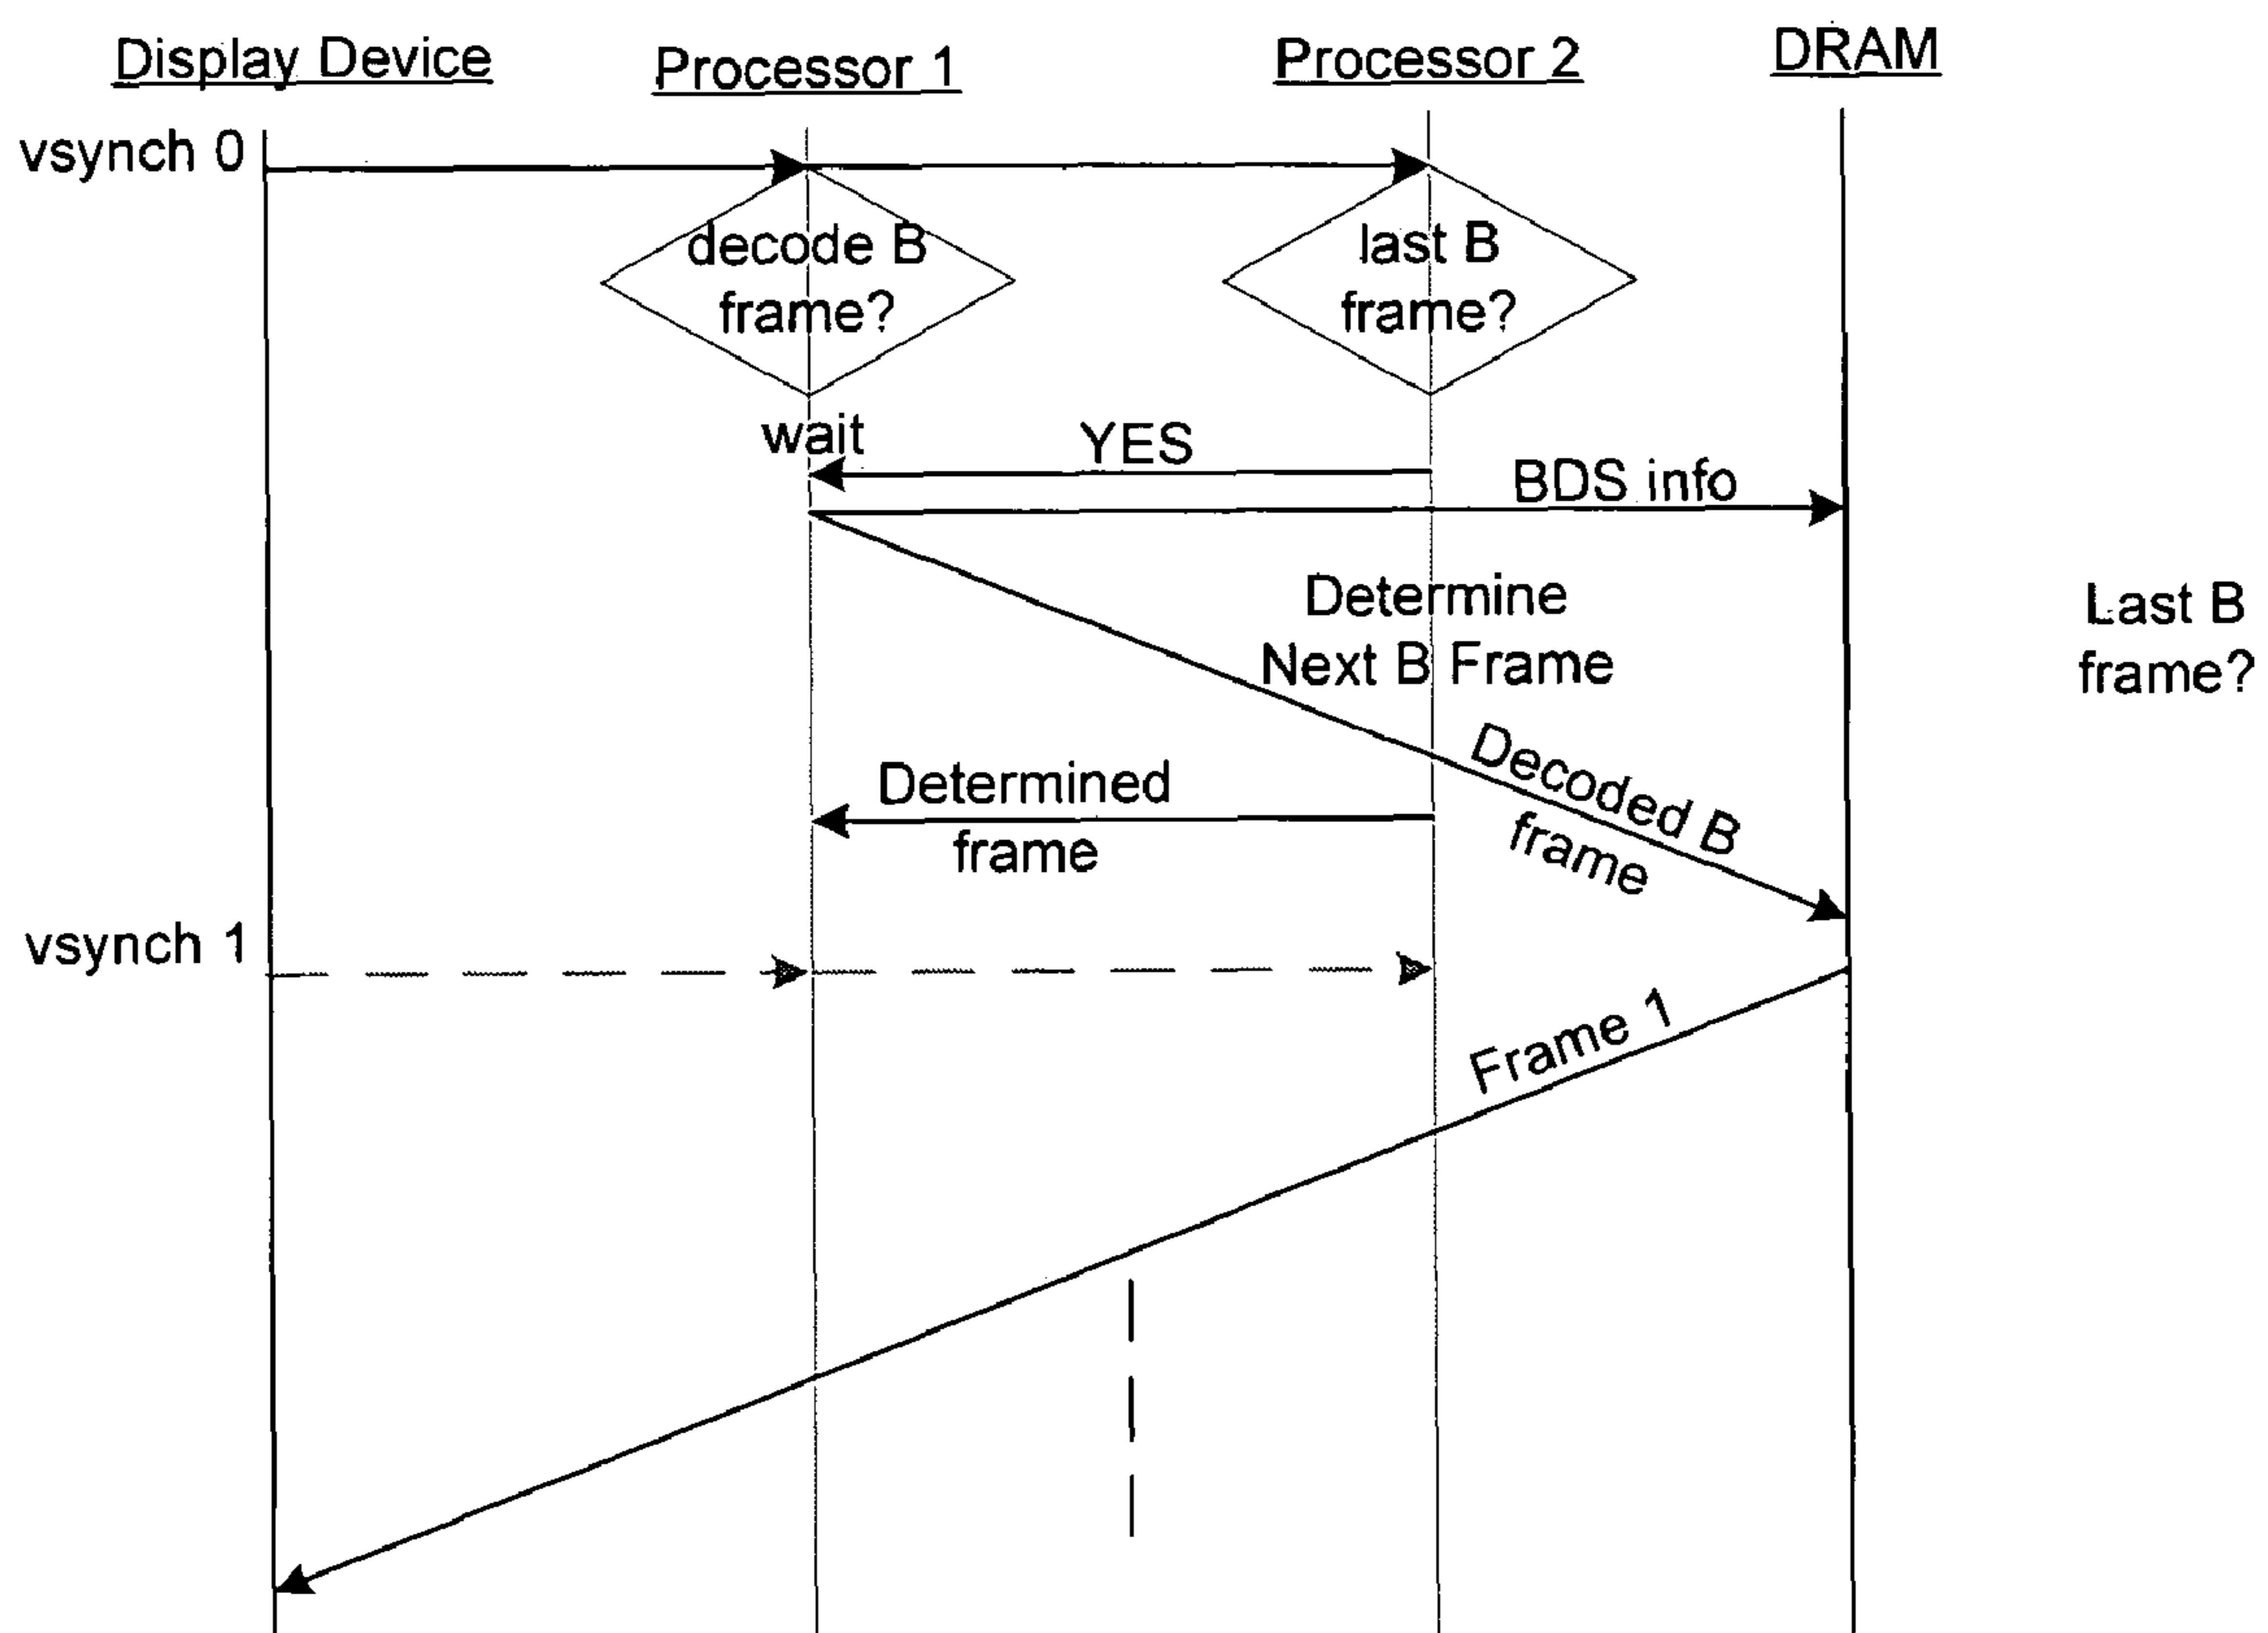 Display Device
Processor 1
Processor 2
DRAM
vsynch 0
decode B
frame?
last B
frame?
wait
YES
BDS info
Determine
Next B Frame
Last B
frame?
Decoded B
frame
Determined
frame
vsynch 1
Frame 1